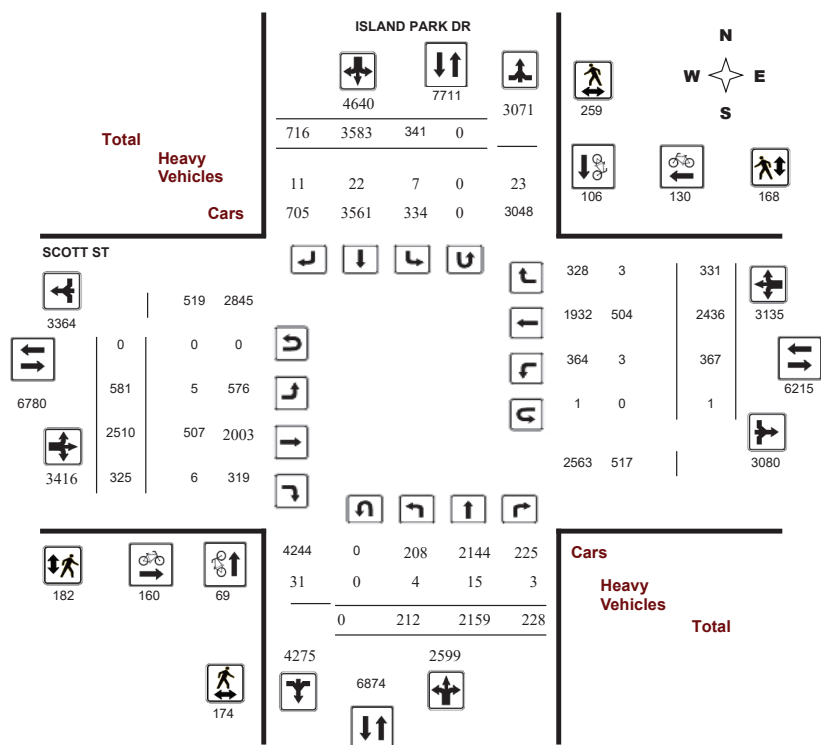 ISLAND PARK DR
N
W E
S
4640 7711 3071 259
Total 716 3583 341 0
Heavy
Vehicles
11 22 7 0 23
106 130 168
Cars 705 3561 334 0 3048
SCOTT ST
3364 519 2845
328 3 331
1932 504 2436 3135
0 0 0
6780
364 3 367 6215
581 5 576
1 0 1
2510 507 2003
3416 325 6 319
2563 517 3080
4244 0 208 2144 225 Cars
31 0 4 15 3 Heavy
Vehicles
182 160 69
0 212 2159 228 Total
4275 6874 2599
174